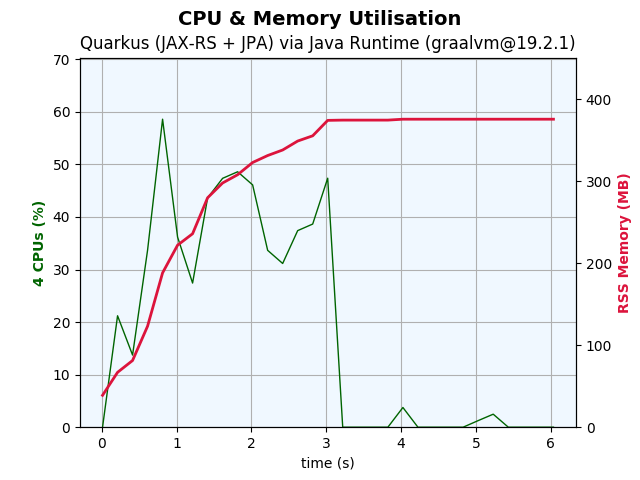 CPU & Memory Utilisation
Quarkus (JAX-RS + JPA) via Java Runtime (graalvm@19.2.1)
70
60
50
40
30
20
10
0
4 CPUs (%)
400
300
200
100
0
RSS Memory (MB)
0 1 2 3 4 5 6
time (s)